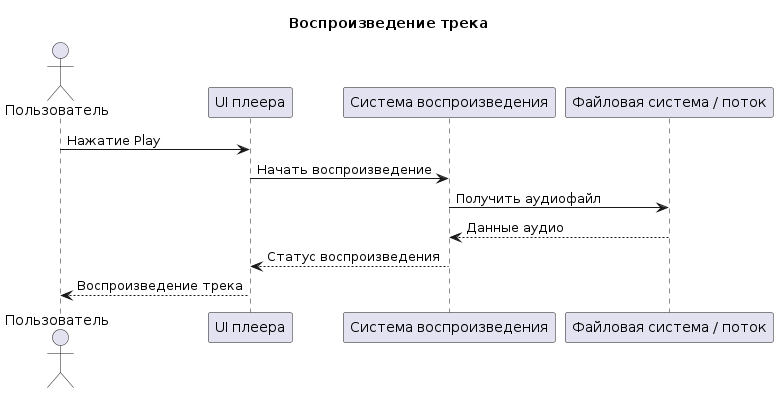 Воспроизведение трека
Пользователь
UI плеера
Система воспроизведения
Файловая система / поток
Нажатие Play
Начать воспроизведение
Получить аудиофайл
Данные аудио
Статус воспроизведения
Воспроизведение трека
Пользователь
UI плеера
Система воспроизведения
Файловая система / поток